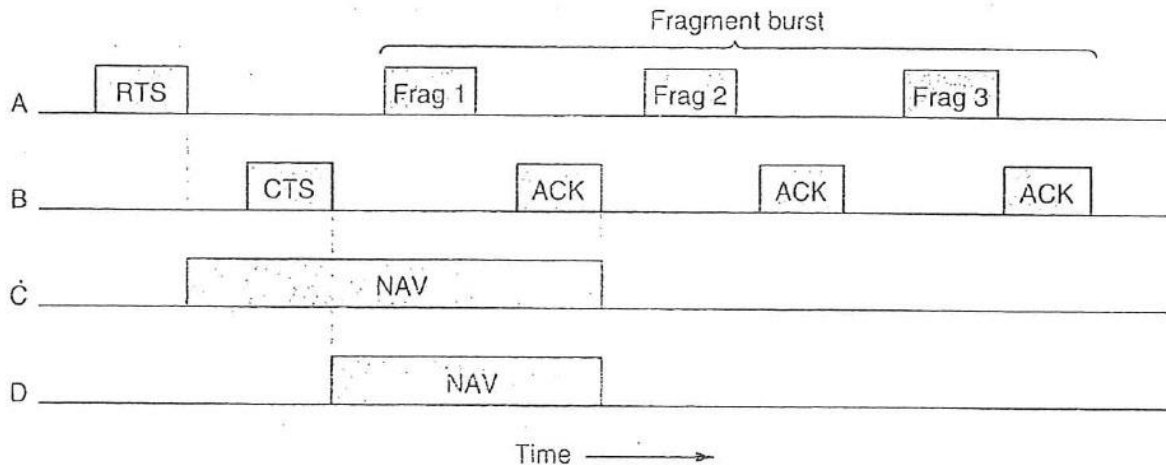 Fragment burst
A RTS Frag 1 Frag 2 Frag 3
B CTS ACK ACK ACK
C NAV
D NAV
Time